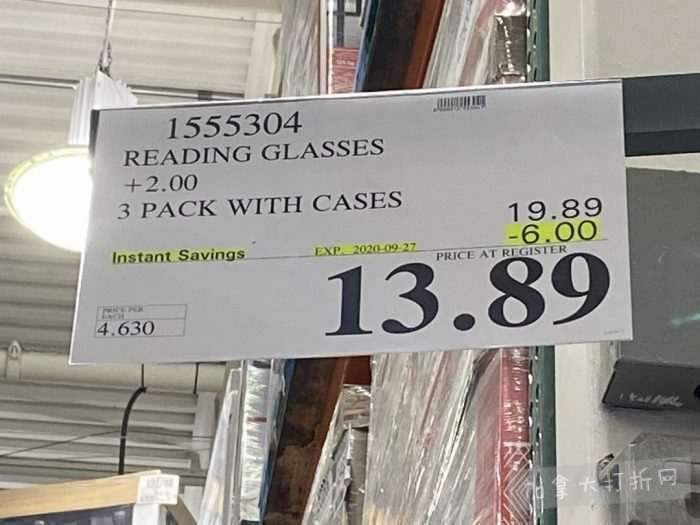 1555304
READING GLASSES
+2.00
3 PACK WITH CASES
19.89
-6.00
Instant Savings
EXP. 2020-09-27
PRICE AT REGISTER
13.89
PRICE PER
EACH
4.630
加拿大打折网